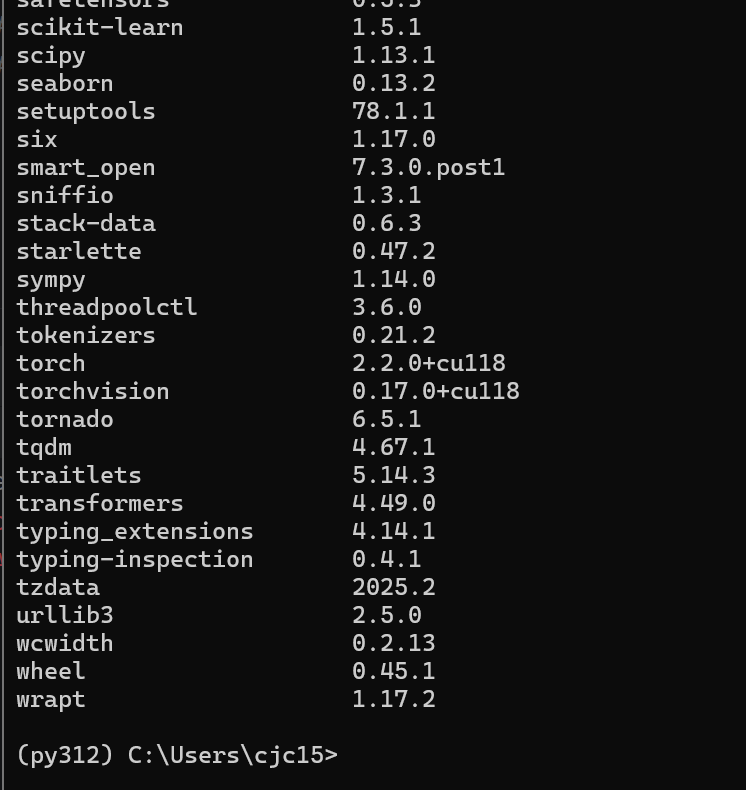 safetensors 0.5.3
scikit-learn 1.5.1
scipy 1.13.1
seaborn 0.13.2
setuptools 78.1.1
six 1.17.0
smart_open 7.3.0.post1
sniffio 1.3.1
stack-data 0.6.3
starlette 0.47.2
sympy 1.14.0
threadpoolctl 3.6.0
tokenizers 0.21.2
torch 2.2.0+cu118
torchvision 0.17.0+cu118
tornado 6.5.1
tqdm 4.67.1
traitlets 5.14.3
transformers 4.49.0
typing_extensions 4.14.1
typing-inspection 0.4.1
tzdata 2025.2
urllib3 2.5.0
wcwidth 0.2.13
wheel 0.45.1
wrapt 1.17.2
(py312) C:\Users\cjc15>